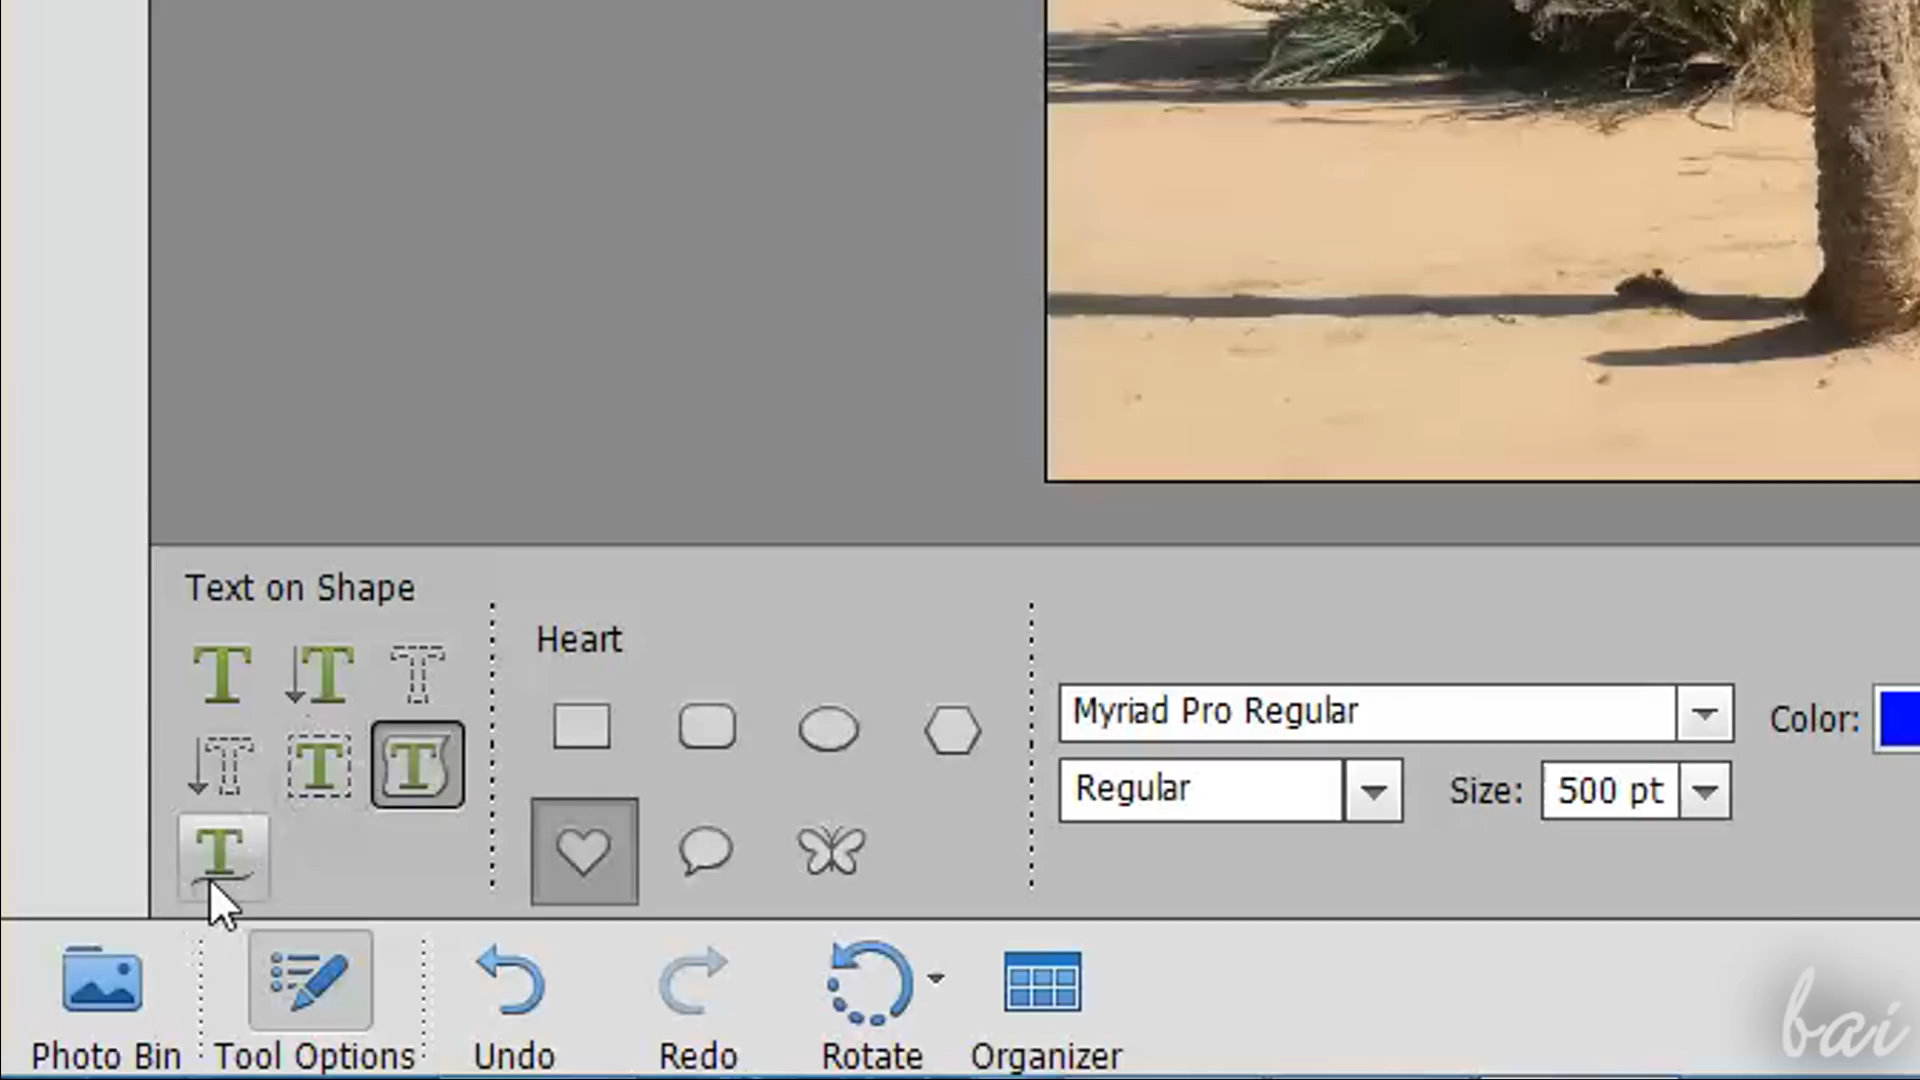 Text on Shape
Heart
Myriad Pro Regular
Color:
Regular
Size: 500 pt
Photo Bin
Tool Options
Undo
Redo
Rotate
Organizer
bai